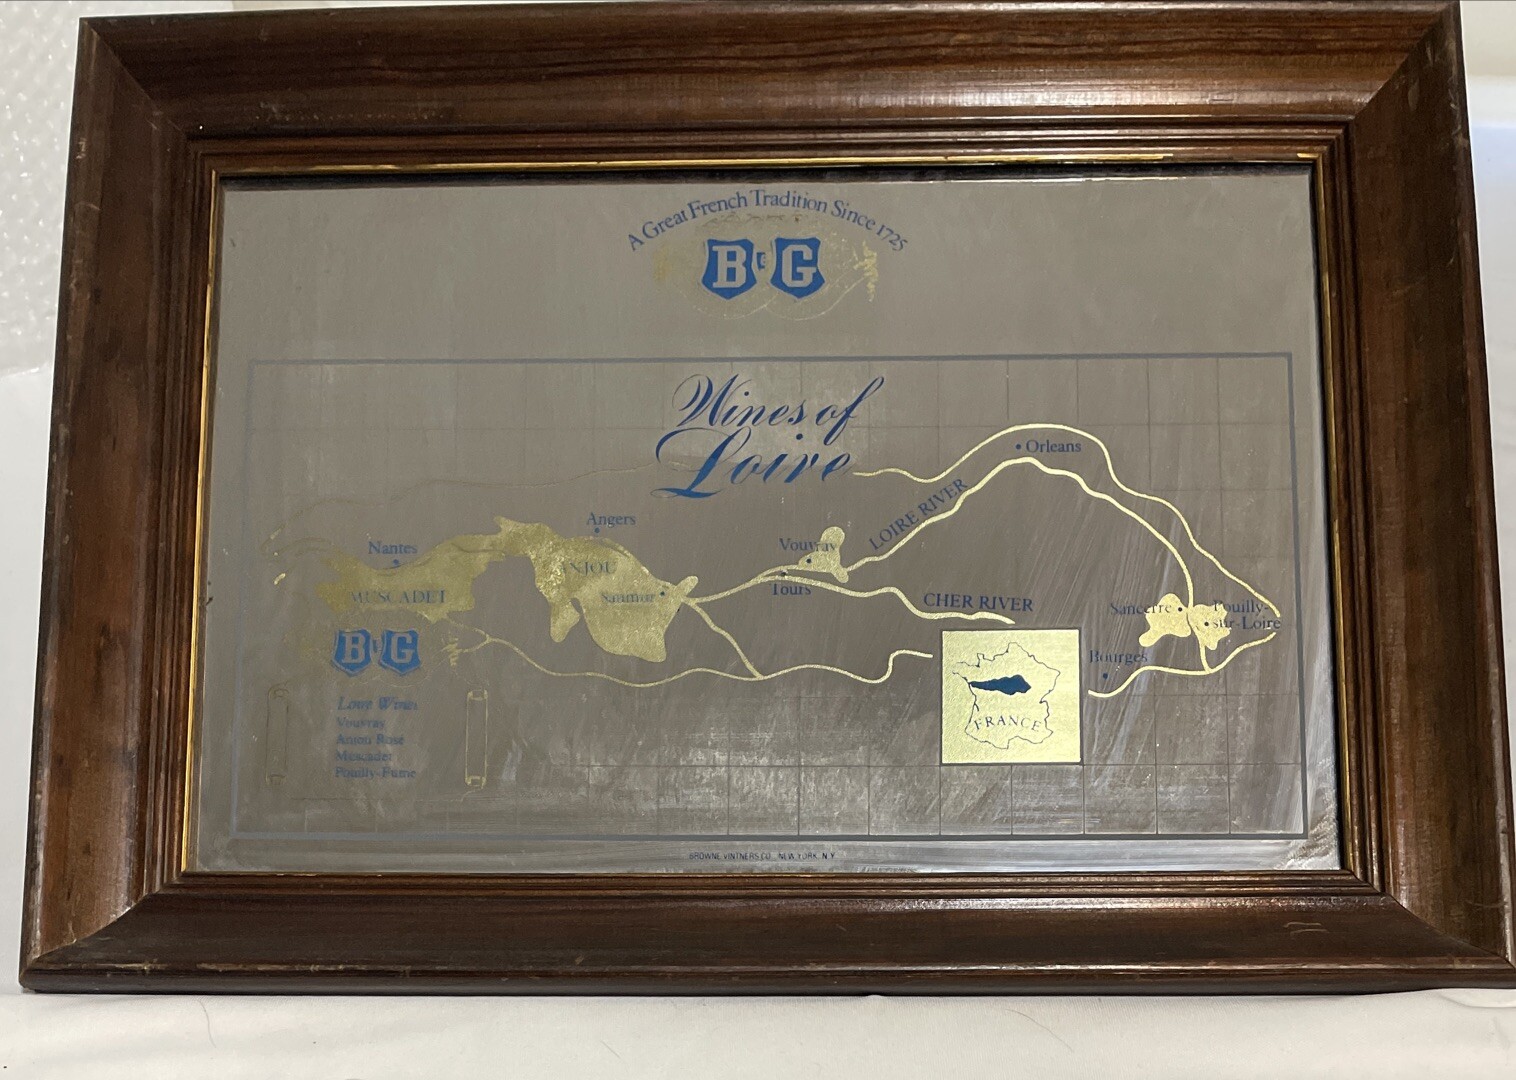 A Great French Tradition Since 1725
B&G
Wines of
Loire
Orleans
LOIRE RIVER
Angers
Nantes
Vouvray
ANJOU
MUSCADET
Saumur
Tours
CHER RIVER
Sancerre
Pouilly-
sur-Loire
Bourges
B&G
FRANCE
Loire Wines
Vouvray
Anjou Rosé
Muscadet
Pouilly-Fume
BROWNE VINTNERS CO., NEW YORK, N.Y.